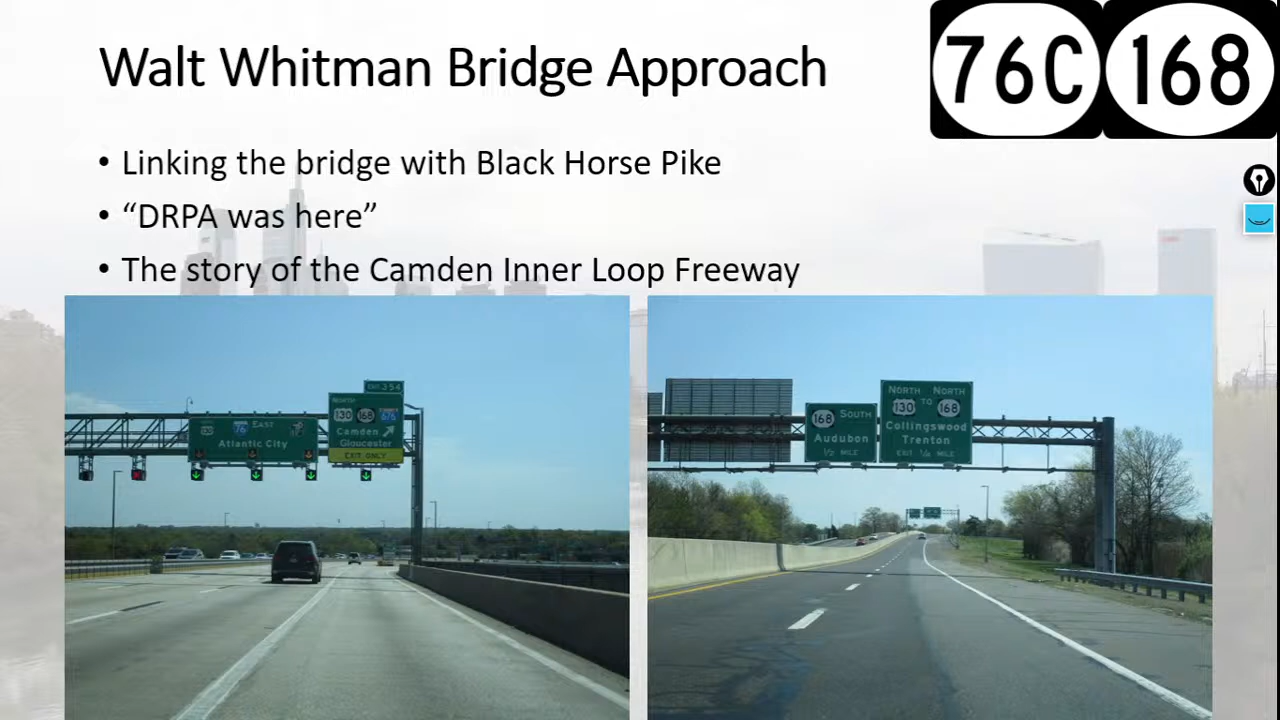 Walt Whitman Bridge Approach
76C 168
• Linking the bridge with Black Horse Pike
• “DRPA was here”
• The story of the Camden Inner Loop Freeway
EXIT 354
NORTH
130 168 676
Camden
Gloucester
EXIT ONLY
130 76 EAST
Atlantic City
168 SOUTH
Audubon
1/2 MILE
NORTH NORTH
130 TO 168
Collingswood
Trenton
EXIT 1/4 MILE